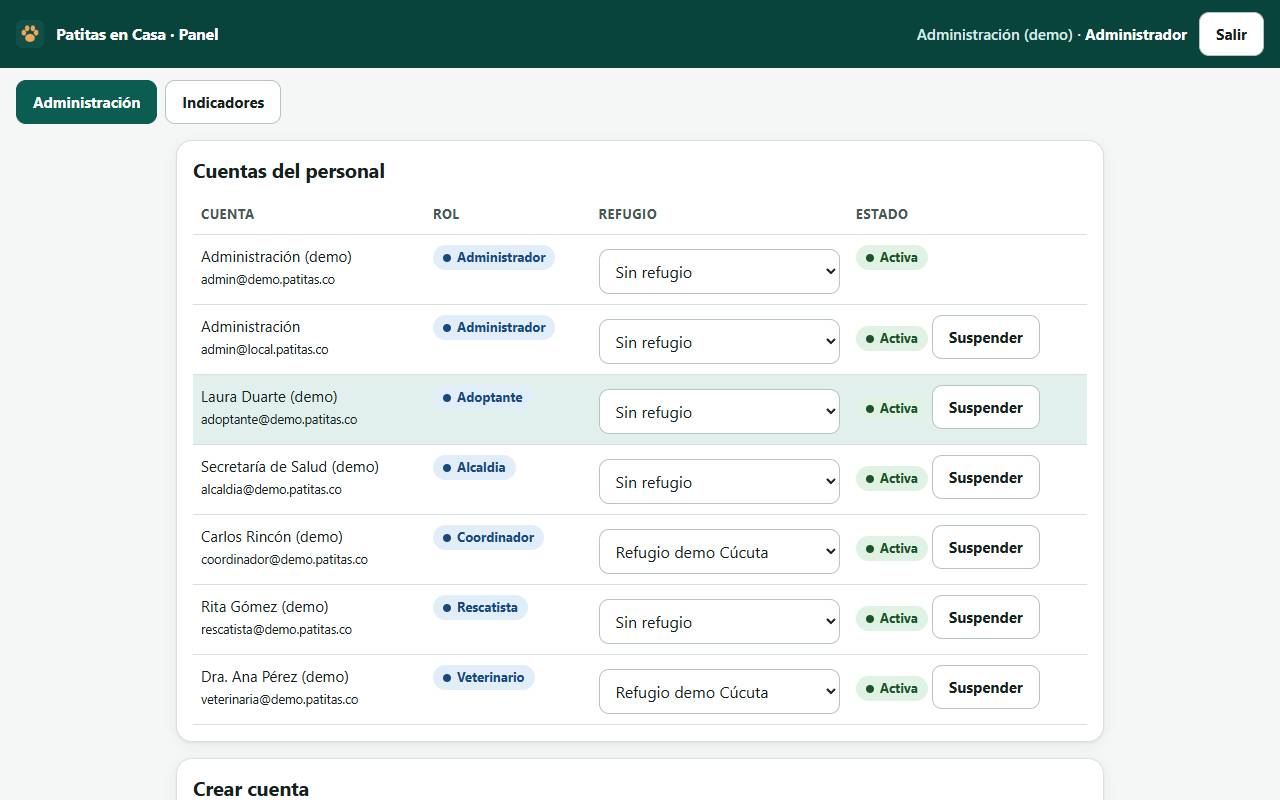 Patitas en Casa · Panel
Administración (demo) · Administrador
Salir
Administración
Indicadores
Cuentas del personal
CUENTA ROL REFUGIO ESTADO
Administración (demo)
admin@demo.patitas.co
Administrador
Sin refugio
Activa
Administración
admin@local.patitas.co
Administrador
Sin refugio
Activa
Suspender
Laura Duarte (demo)
adoptante@demo.patitas.co
Adoptante
Sin refugio
Activa
Suspender
Secretaría de Salud (demo)
alcaldia@demo.patitas.co
Alcaldia
Sin refugio
Activa
Suspender
Carlos Rincón (demo)
coordinador@demo.patitas.co
Coordinador
Refugio demo Cúcuta
Activa
Suspender
Rita Gómez (demo)
rescatista@demo.patitas.co
Rescatista
Sin refugio
Activa
Suspender
Dra. Ana Pérez (demo)
veterinaria@demo.patitas.co
Veterinario
Refugio demo Cúcuta
Activa
Suspender
Crear cuenta